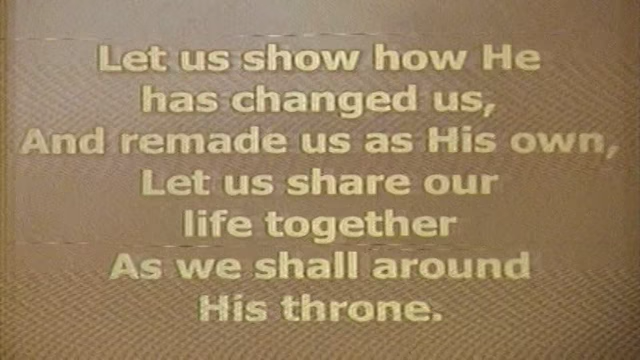 Let us show how He
has changed us,
And remade us as His own,
Let us share our
life together
As we shall around
His throne.